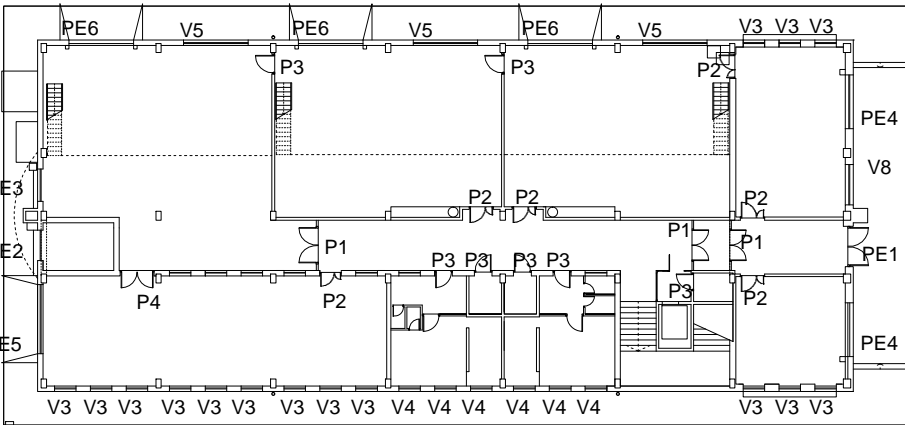 PE6 V5 PE6 V5 PE6 V5 V3 V3 V3
P3 P3 P2
PE4
V8
E3 P2 P2 P2
P1 P1 P1
E2 PE1
P3 P3 P3 P3
P4 P2 P3 P2
E5 PE4
V3 V3 V3 V3 V3 V3 V3 V3 V3 V4 V4 V4 V4 V4 V4 V3 V3 V3